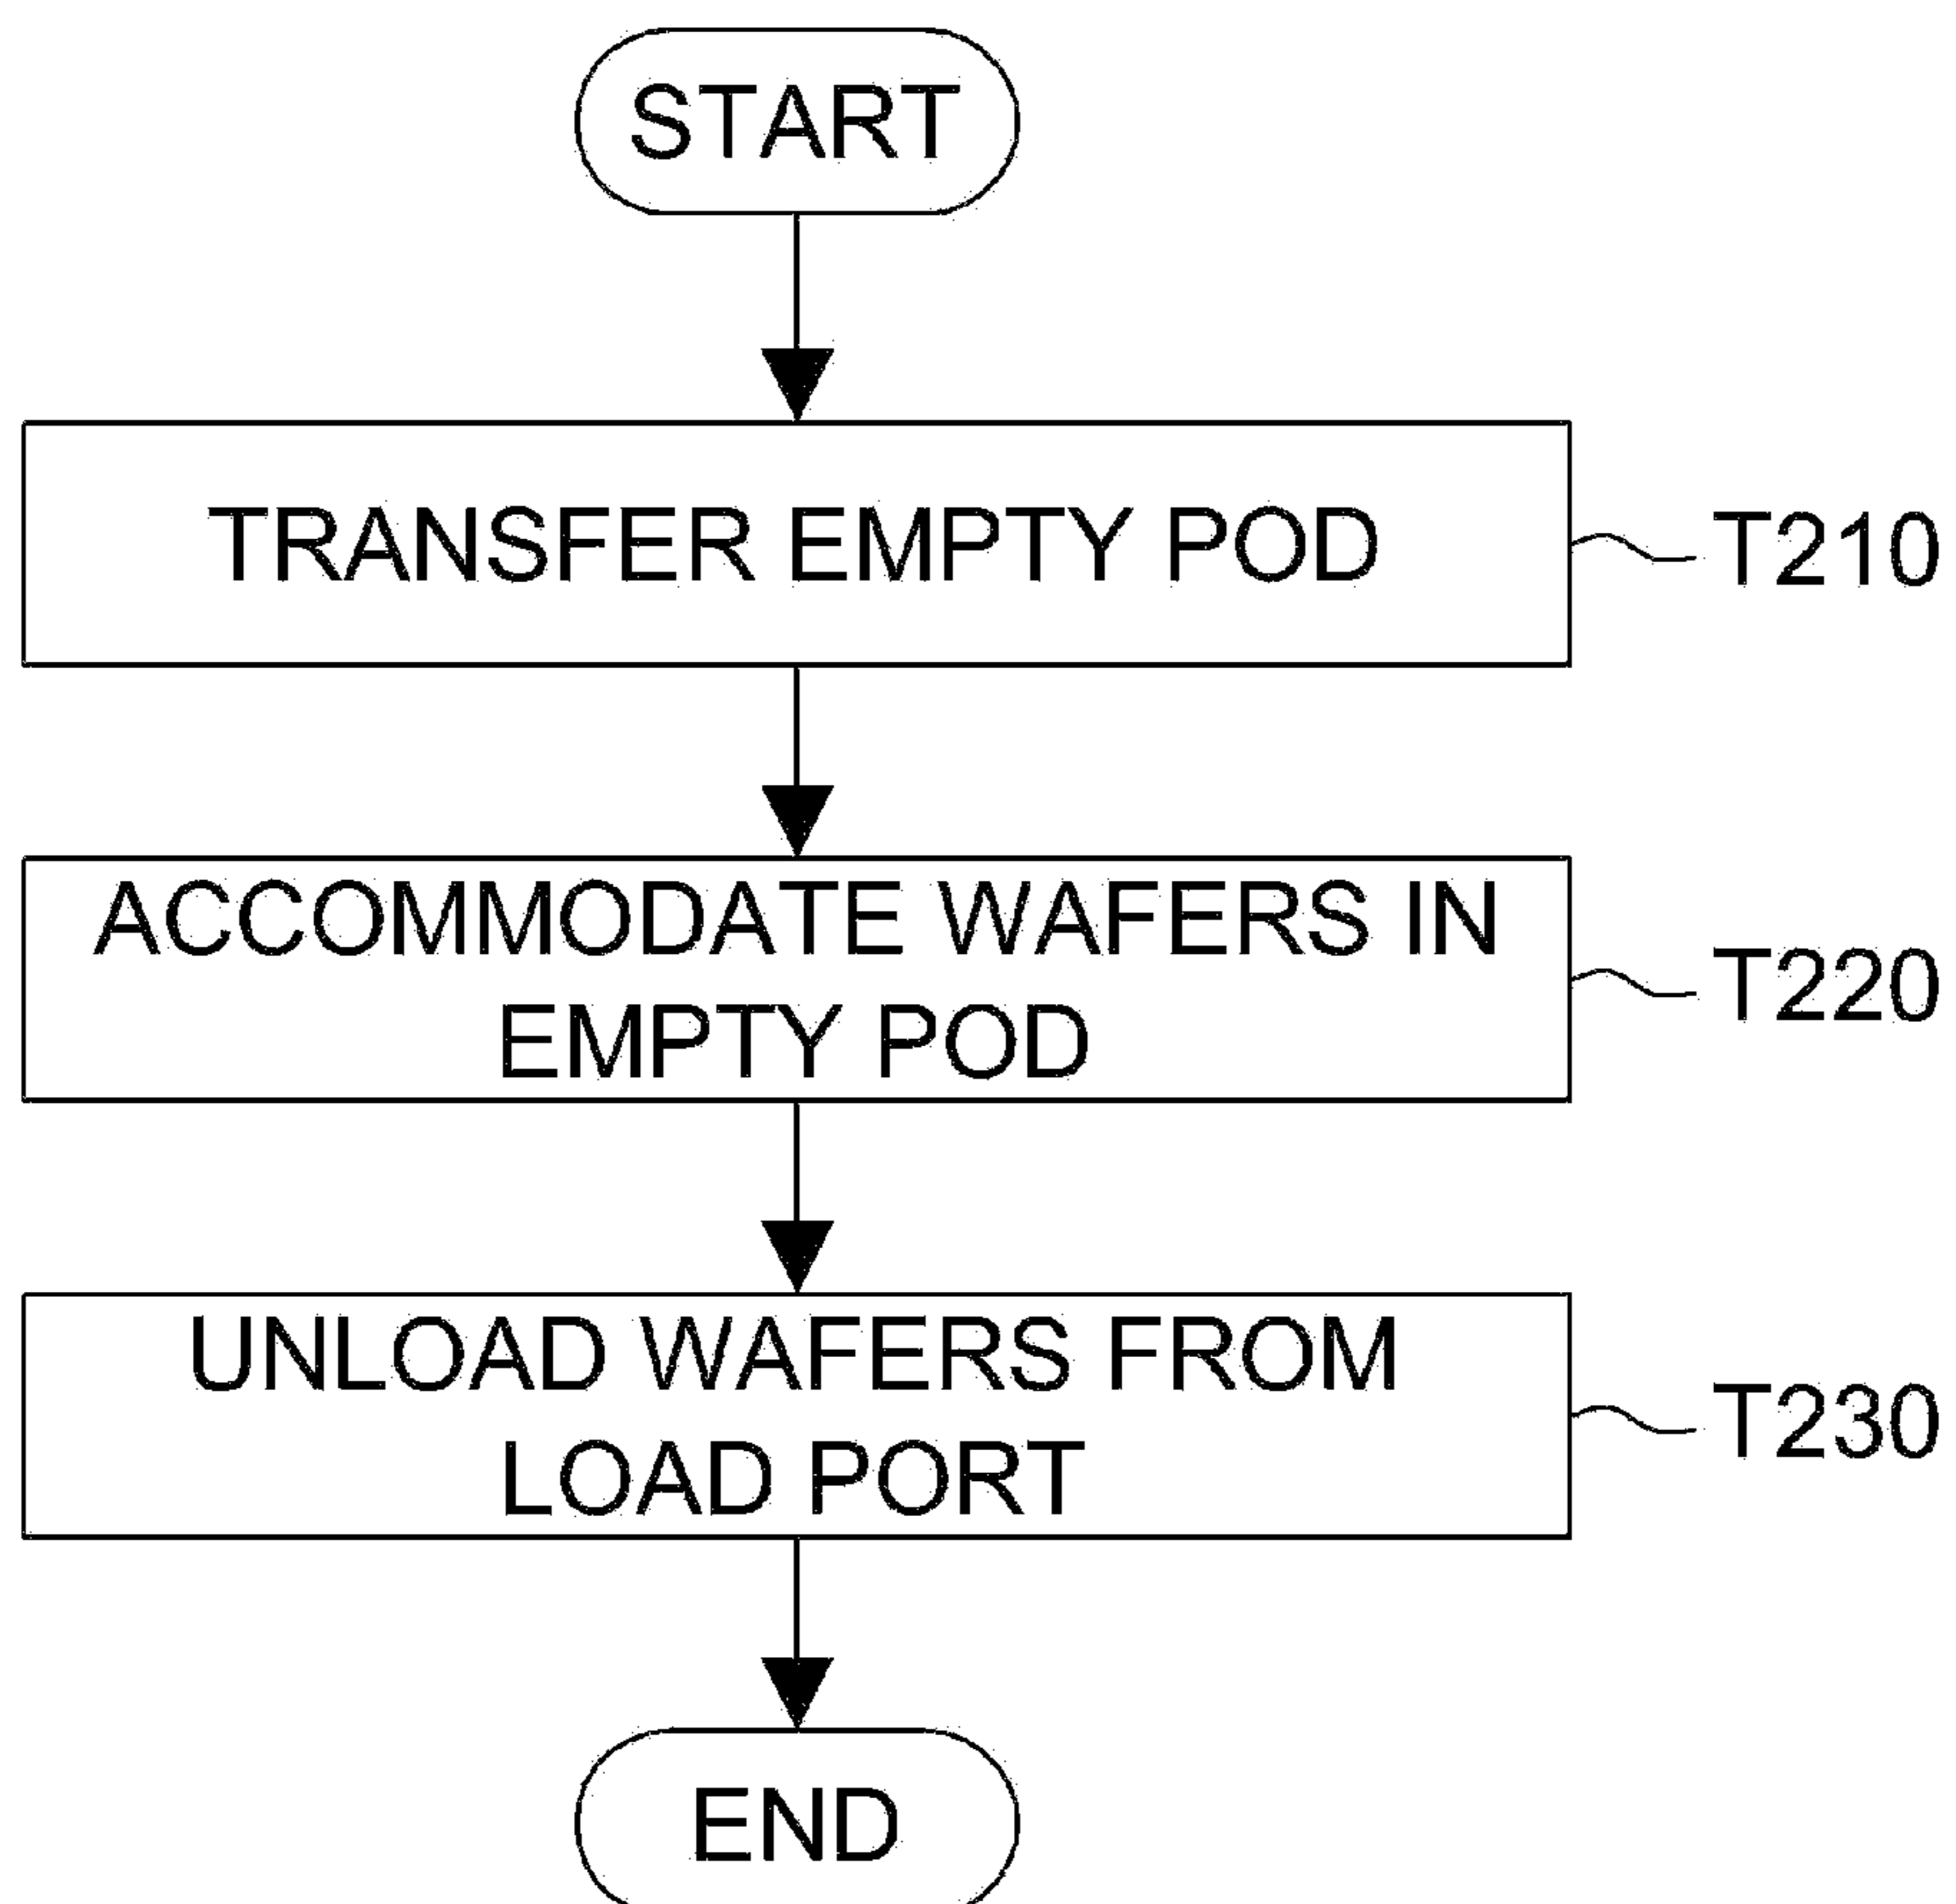 START
TRANSFER EMPTY POD
T210
ACCOMMODATE WAFERS IN
EMPTY POD
T220
UNLOAD WAFERS FROM
LOAD PORT
T230
END